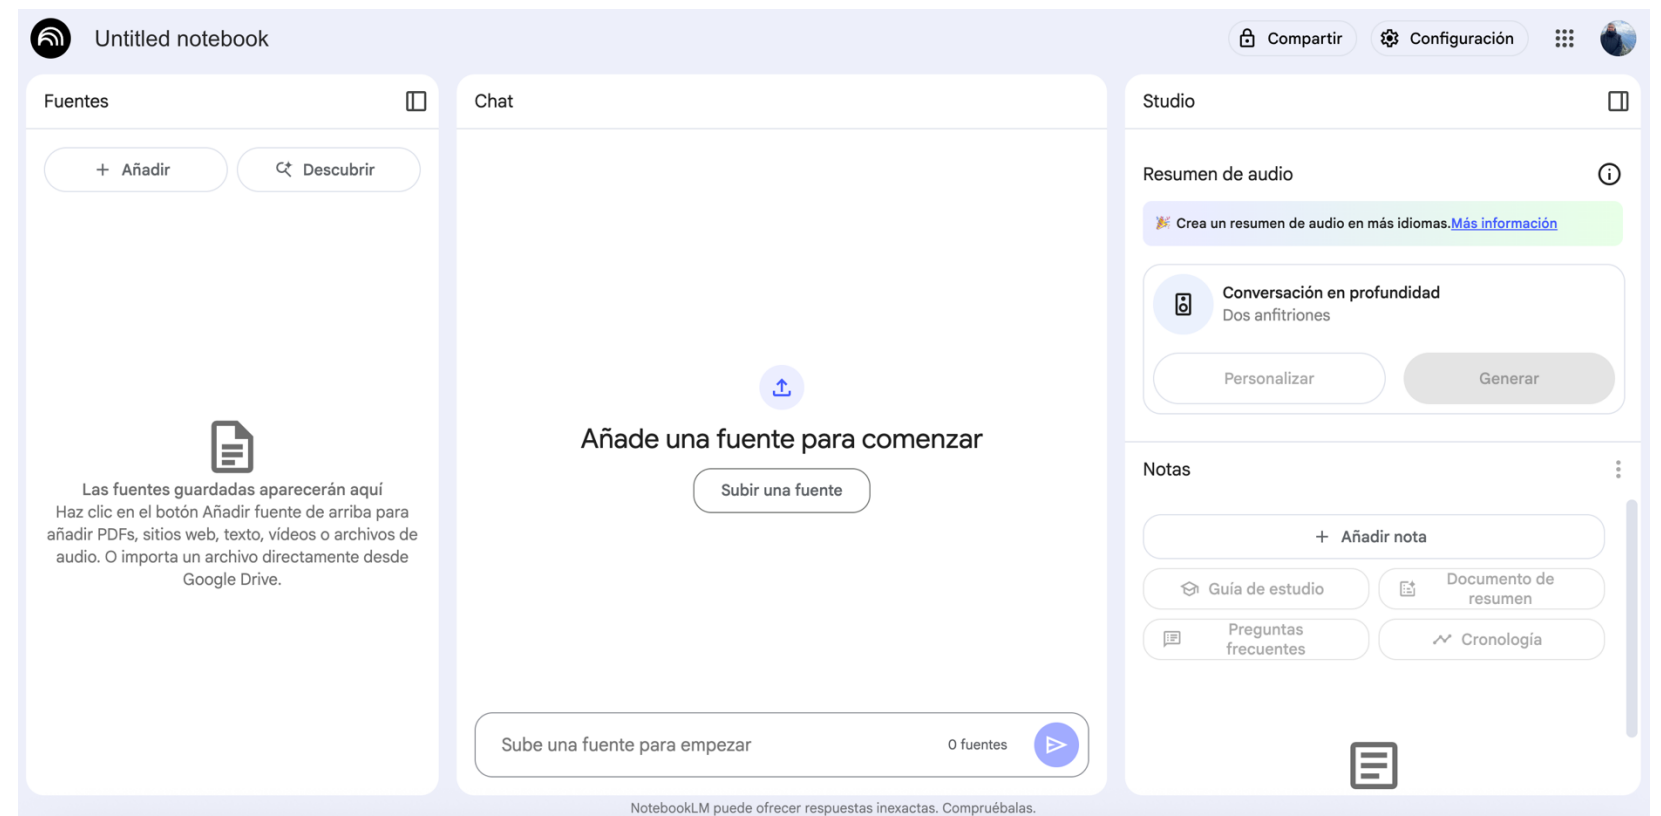 Untitled notebook
Compartir
Configuración
Fuentes
+ Añadir
Descubrir
Las fuentes guardadas aparecerán aquí
Haz clic en el botón Añadir fuente de arriba para
añadir PDFs, sitios web, texto, vídeos o archivos de
audio. O importa un archivo directamente desde
Google Drive.
Chat
Añade una fuente para comenzar
Subir una fuente
Sube una fuente para empezar
0 fuentes
NotebookLM puede ofrecer respuestas inexactas. Compruébalas.
Studio
Resumen de audio
Crea un resumen de audio en más idiomas.Más información
Conversación en profundidad
Dos anfitriones
Personalizar
Generar
Notas
+ Añadir nota
Guía de estudio
Documento de
resumen
Preguntas
frecuentes
Cronología